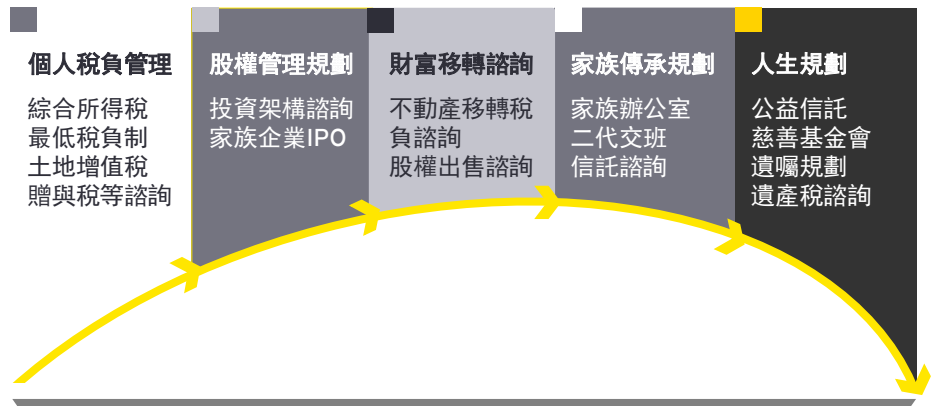 個人稅負管理
綜合所得稅
最低稅負制
土地增值稅
贈與稅等諮詢
股權管理規劃
投資架構諮詢
家族企業IPO
財富移轉諮詢
不動產移轉稅
負諮詢
股權出售諮詢
家族傳承規劃
家族辦公室
二代交班
信託諮詢
人生規劃
公益信託
慈善基金會
遺囑規劃
遺產稅諮詢